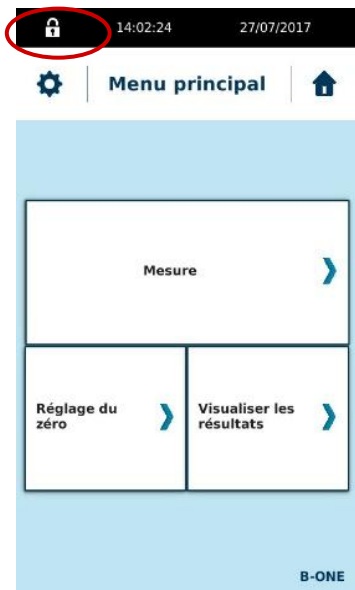 14:02:24 27/07/2017
Menu principal
Mesure
Réglage du
zéro
Visualiser les
résultats
B-ONE